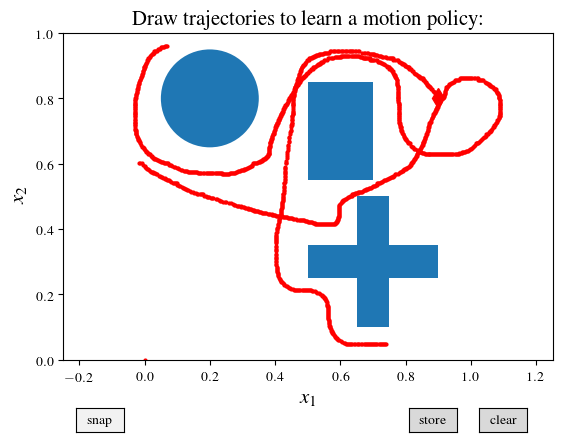 Draw trajectories to learn a motion policy:
1.0
0.8
0.6
0.4
0.2
0.0
x₂
−0.2 0.0 0.2 0.4 0.6 0.8 1.0 1.2
x₁
snap store clear